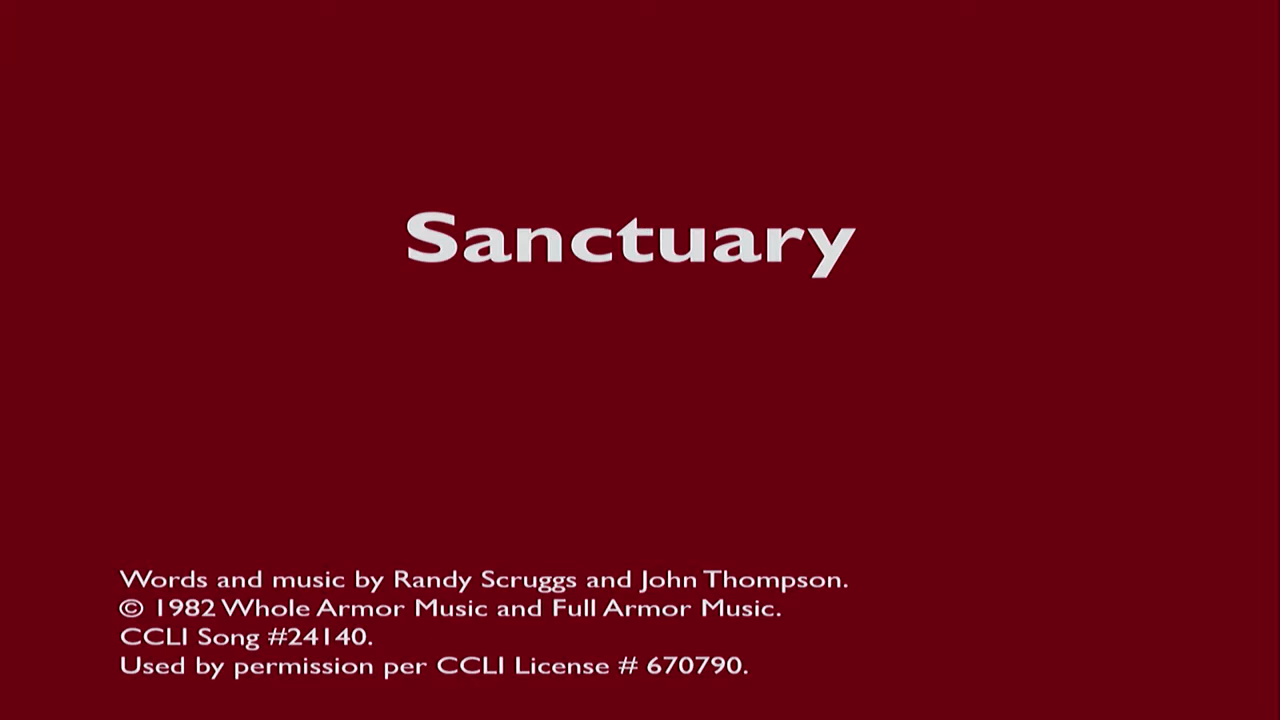 Sanctuary
Words and music by Randy Scruggs and John Thompson.
© 1982 Whole Armor Music and Full Armor Music.
CCLI Song #24140.
Used by permission per CCLI License # 670790.